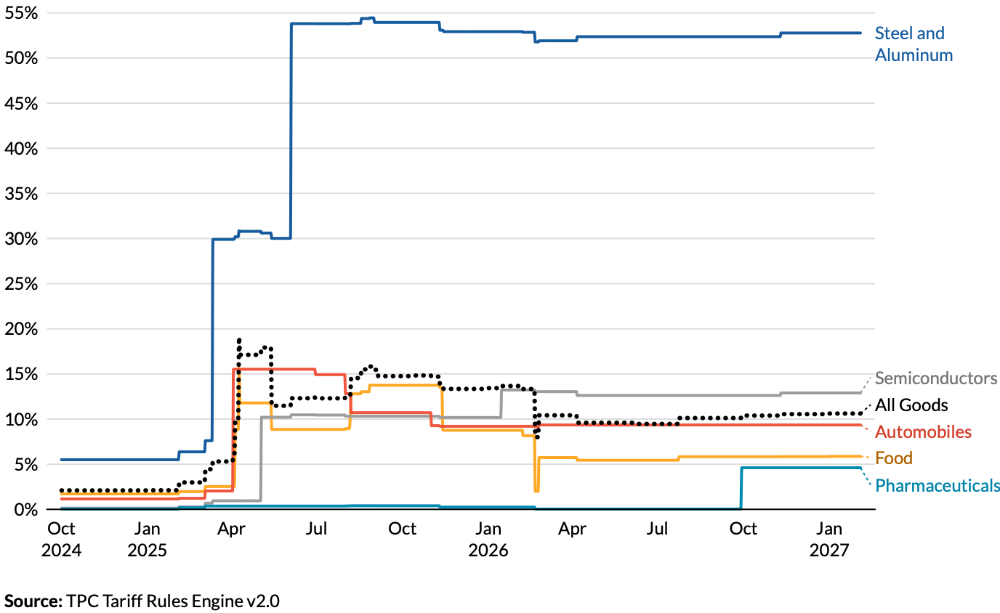 55%
50%
45%
40%
35%
30%
25%
20%
15%
10%
5%
0%
Steel and
Aluminum
Semiconductors
All Goods
Automobiles
Food
Pharmaceuticals
Oct Jan Apr Jul Oct Jan Apr Jul Oct Jan
2024 2025 2026 2027
Source: TPC Tariff Rules Engine v2.0